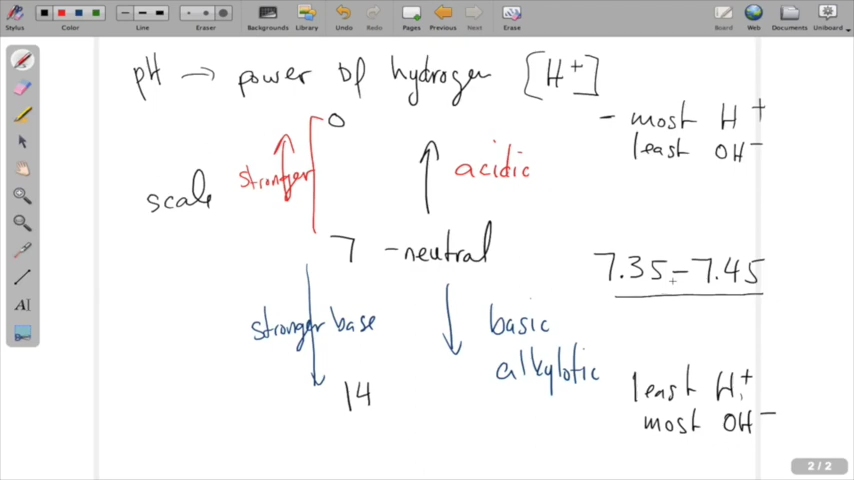 Stylus
Colors
Line
Eraser
Backgrounds
Library
Undo
Redo
Pages
Previous
Next
Erase
Board
Web
Uniboard
pH → power of hydrogen [H+]
0
- most H+
least OH-
stronger
acidic
scale
7 - neutral
7.35 - 7.45
stronger base
basic
alkylotic
14
least H+
most OH-
2 / 2